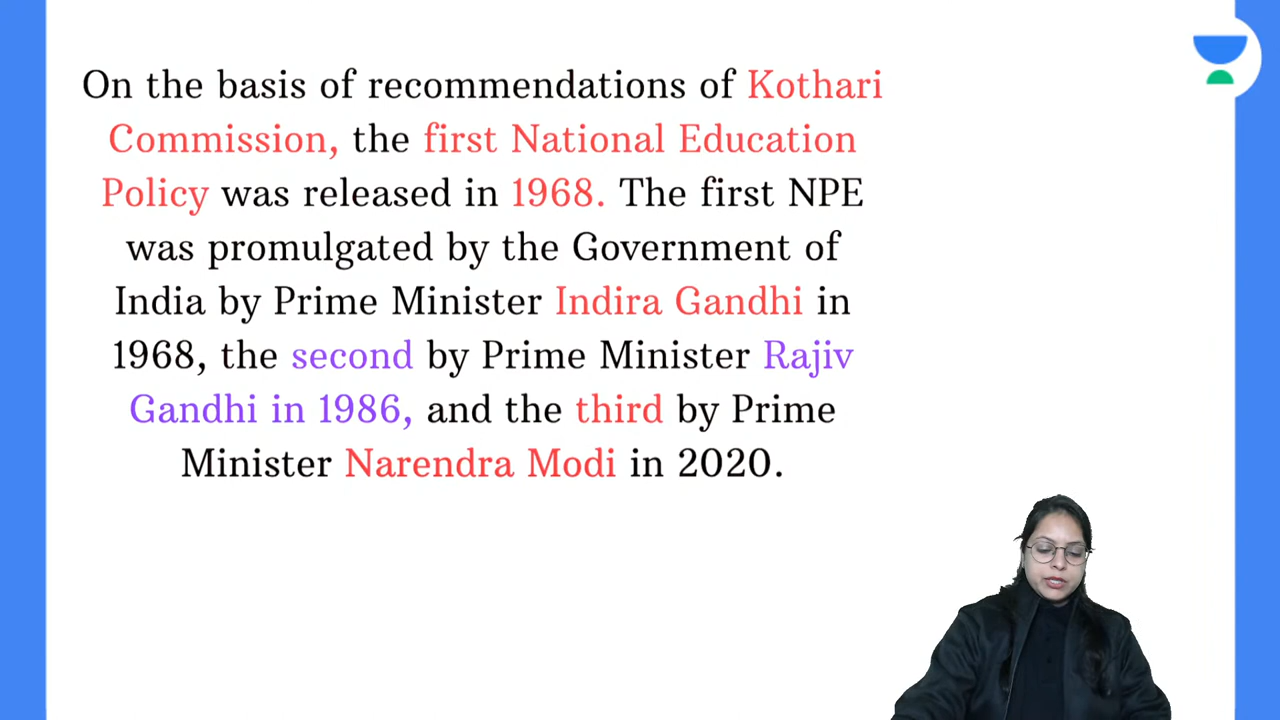 On the basis of recommendations of Kothari
Commission, the first National Education
Policy was released in 1968. The first NPE
was promulgated by the Government of
India by Prime Minister Indira Gandhi in
1968, the second by Prime Minister Rajiv
Gandhi in 1986, and the third by Prime
Minister Narendra Modi in 2020.